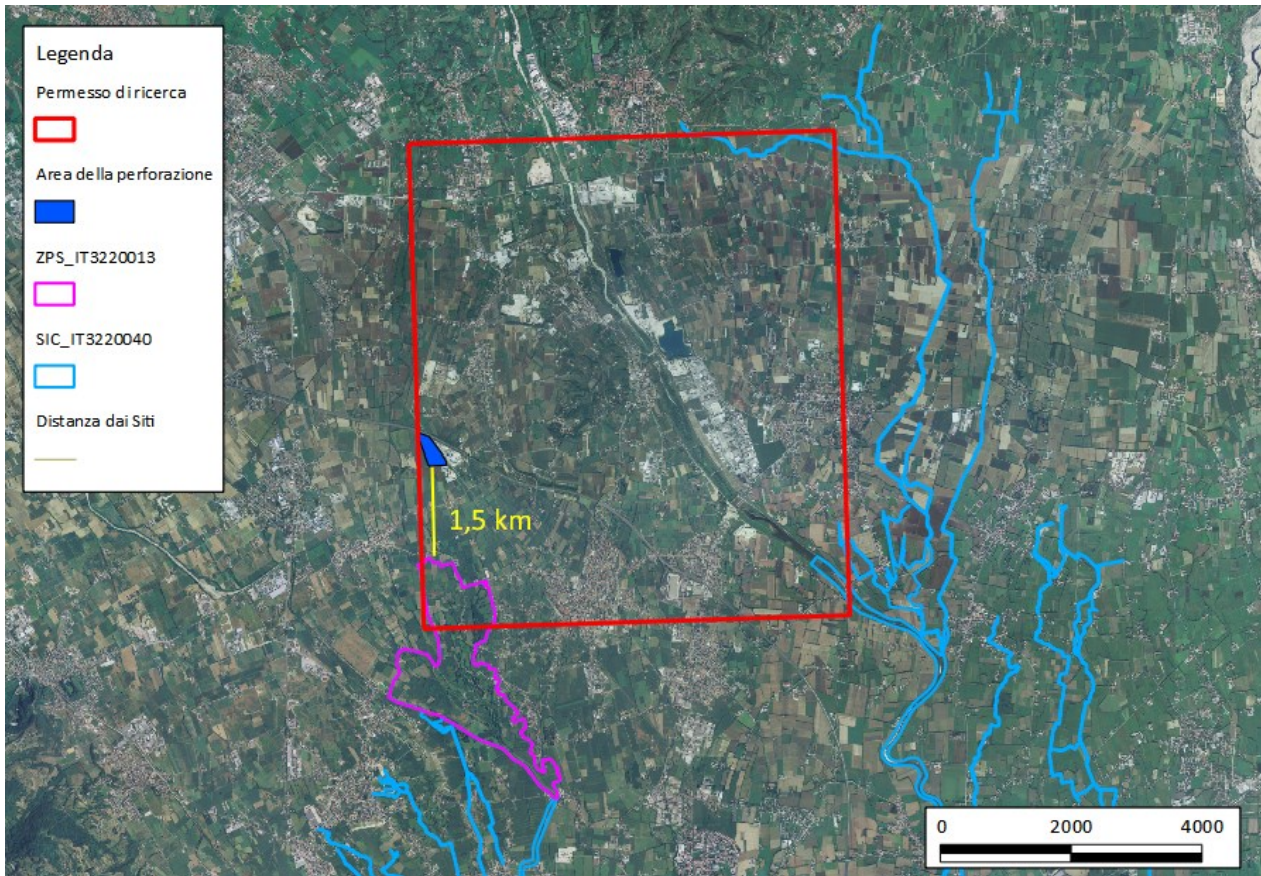 Legenda
Permesso di ricerca
Area della perforazione
ZPS_IT3220013
SIC_IT3220040
Distanza dai Siti
1,5 km
0 2000 4000